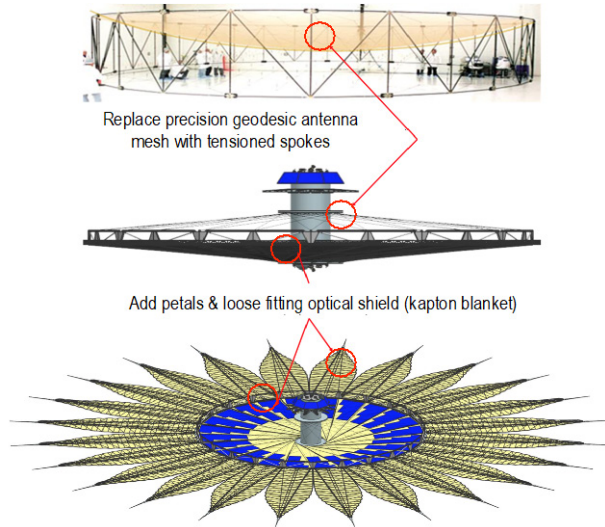 Replace precision geodesic antenna
mesh with tensioned spokes
Add petals & loose fitting optical shield (kapton blanket)